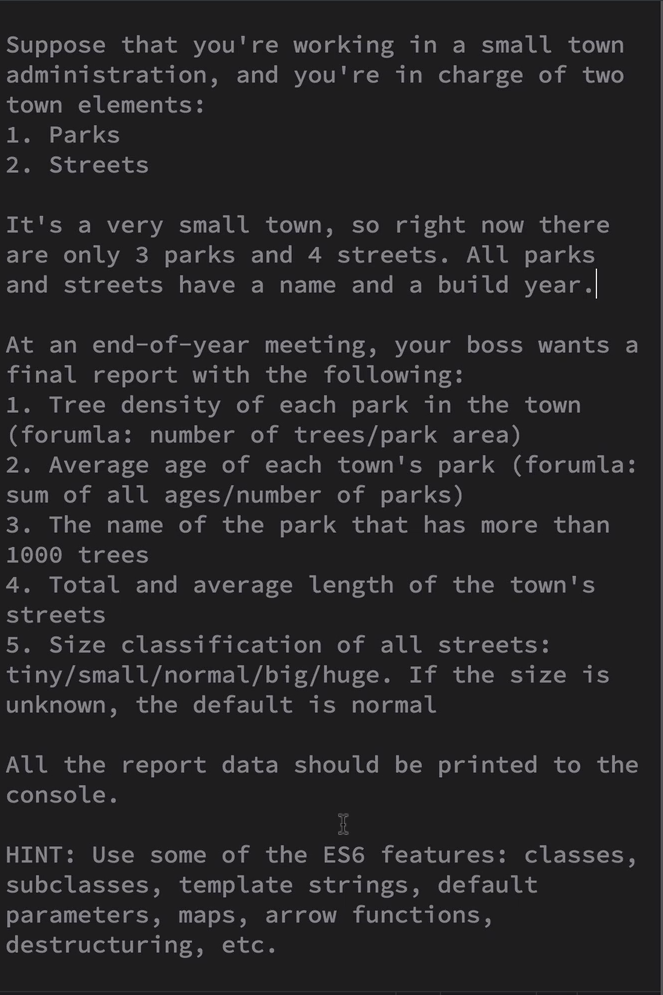 Suppose that you're working in a small town
administration, and you're in charge of two
town elements:
1. Parks
2. Streets
It's a very small town, so right now there
are only 3 parks and 4 streets. All parks
and streets have a name and a build year.
At an end-of-year meeting, your boss wants a
final report with the following:
1. Tree density of each park in the town
(forumla: number of trees/park area)
2. Average age of each town's park (forumla:
sum of all ages/number of parks)
3. The name of the park that has more than
1000 trees
4. Total and average length of the town's
streets
5. Size classification of all streets:
tiny/small/normal/big/huge. If the size is
unknown, the default is normal
All the report data should be printed to the
console.
HINT: Use some of the ES6 features: classes,
subclasses, template strings, default
parameters, maps, arrow functions,
destructuring, etc.